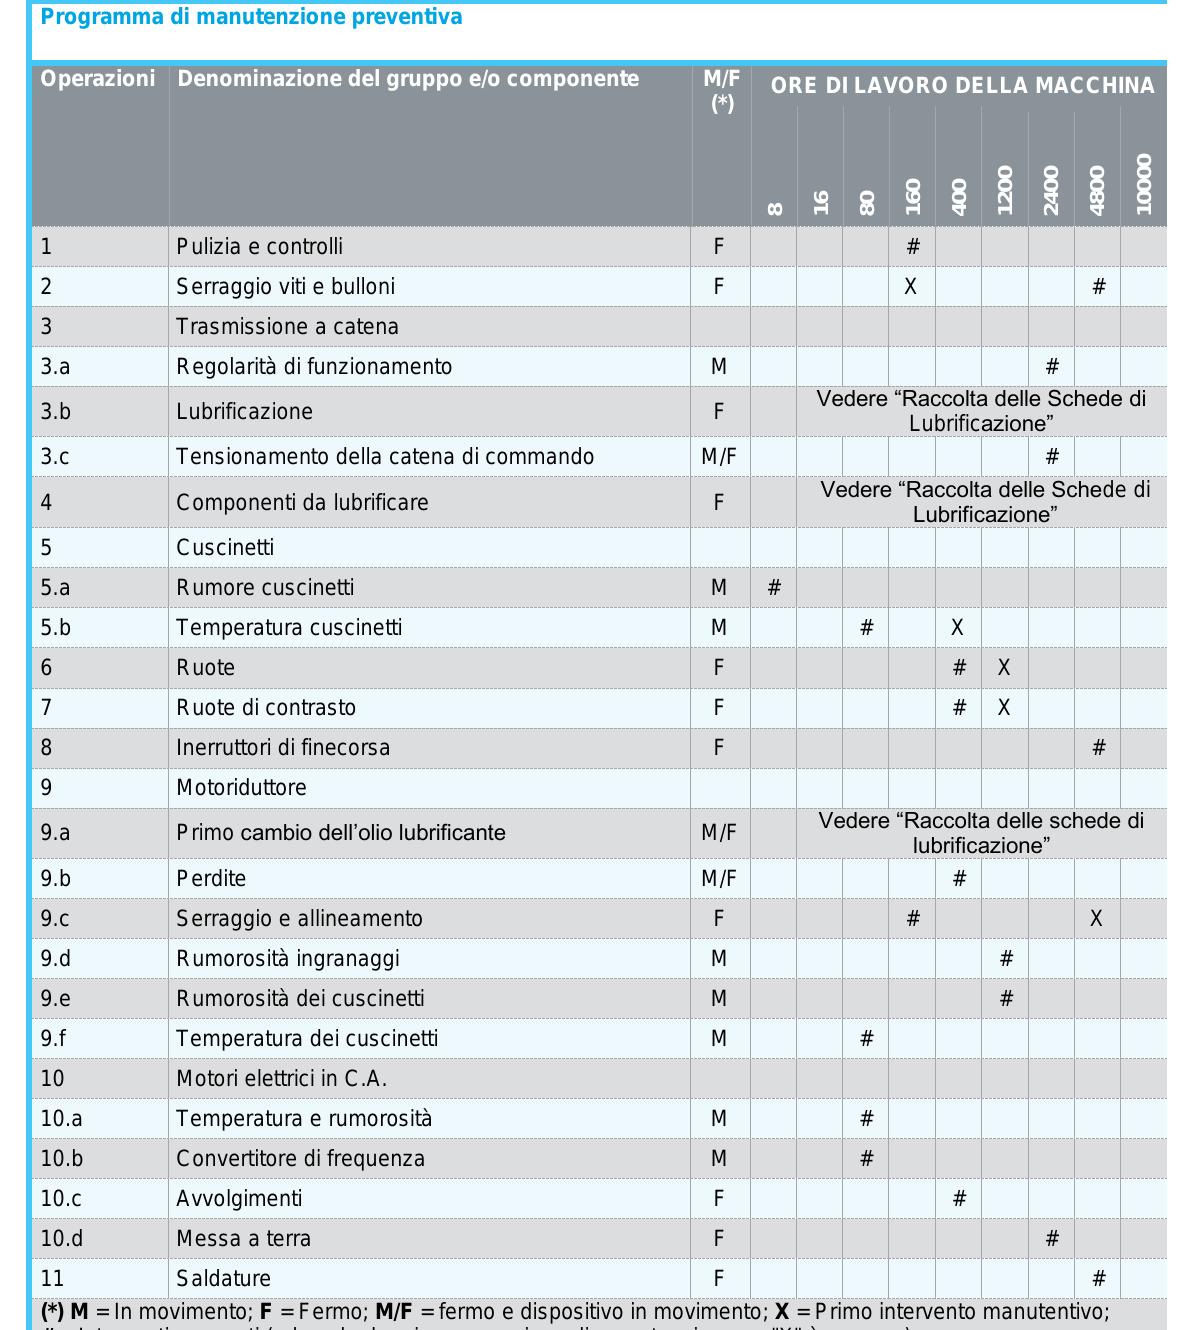 Programma di manutenzione preventiva
Operazioni Denominazione del gruppo e/o componente M/F (*) ORE DI LAVORO DELLA MACCHINA
8 16 80 160 400 1200 2400 4800 10000
1 Pulizia e controlli F #
2 Serraggio viti e bulloni F X #
3 Trasmissione a catena
3.a Regolarità di funzionamento M #
3.b Lubrificazione F Vedere “Raccolta delle Schede di
Lubrificazione”
3.c Tensionamento della catena di commando M/F #
4 Componenti da lubrificare F Vedere “Raccolta delle Schede di
Lubrificazione”
5 Cuscinetti
5.a Rumore cuscinetti M #
5.b Temperatura cuscinetti M # X
6 Ruote F # X
7 Ruote di contrasto F # X
8 Inerruttori di finecorsa F #
9 Motoriduttore
9.a Primo cambio dell’olio lubrificante M/F Vedere “Raccolta delle schede di
lubrificazione”
9.b Perdite M/F #
9.c Serraggio e allineamento F # X
9.d Rumorosità ingranaggi M #
9.e Rumorosità dei cuscinetti M #
9.f Temperatura dei cuscinetti M #
10 Motori elettrici in C.A.
10.a Temperatura e rumorosità M #
10.b Convertitore di frequenza M #
10.c Avvolgimenti F #
10.d Messa a terra F #
11 Saldature F #
(*) M = In movimento; F = Fermo; M/F = fermo e dispositivo in movimento; X = Primo intervento manutentivo;